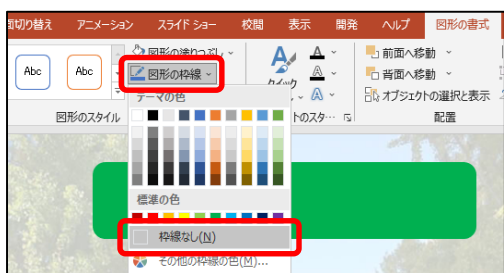 面切り替え アニメーション スライド ショー 校閲 表示 開発 ヘルプ 図形の書式
Abc Abc
図形の塗りつぶし
図形の枠線
A A
前面へ移動
背面へ移動
オブジェクトの選択と表示
テーマの色
図形のスタイル
配置
標準の色
枠線なし(N)
その他の枠線の色(M)...